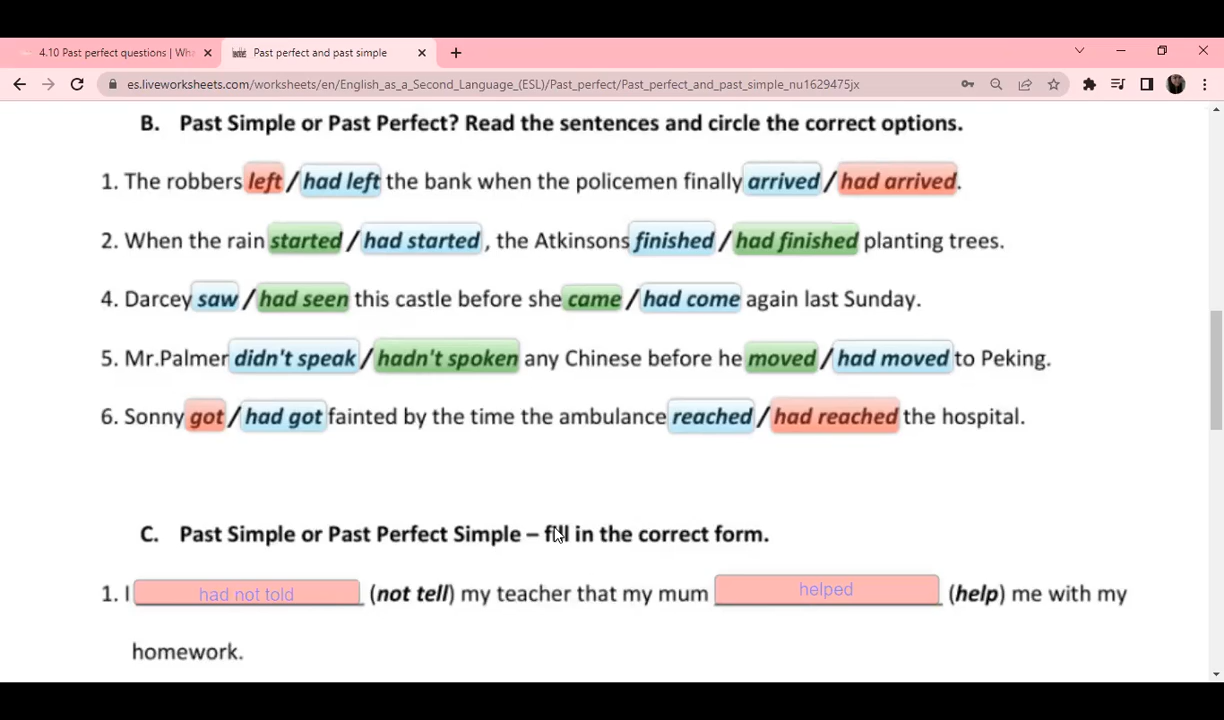 4.10 Past perfect questions | Wha
Past perfect and past simple
es.liveworksheets.com/worksheets/en/English_as_a_Second_Language_(ESL)/Past_perfect/Past_perfect_and_past_simple_nu1629475jx
B. Past Simple or Past Perfect? Read the sentences and circle the correct options.
1. The robbers left / had left the bank when the policemen finally arrived / had arrived.
2. When the rain started / had started , the Atkinsons finished / had finished planting trees.
4. Darcey saw / had seen this castle before she came / had come again last Sunday.
5. Mr.Palmer didn't speak / hadn't spoken any Chinese before he moved / had moved to Peking.
6. Sonny got / had got fainted by the time the ambulance reached / had reached the hospital.
C. Past Simple or Past Perfect Simple – fill in the correct form.
1. I had not told (not tell) my teacher that my mum helped (help) me with my
homework.